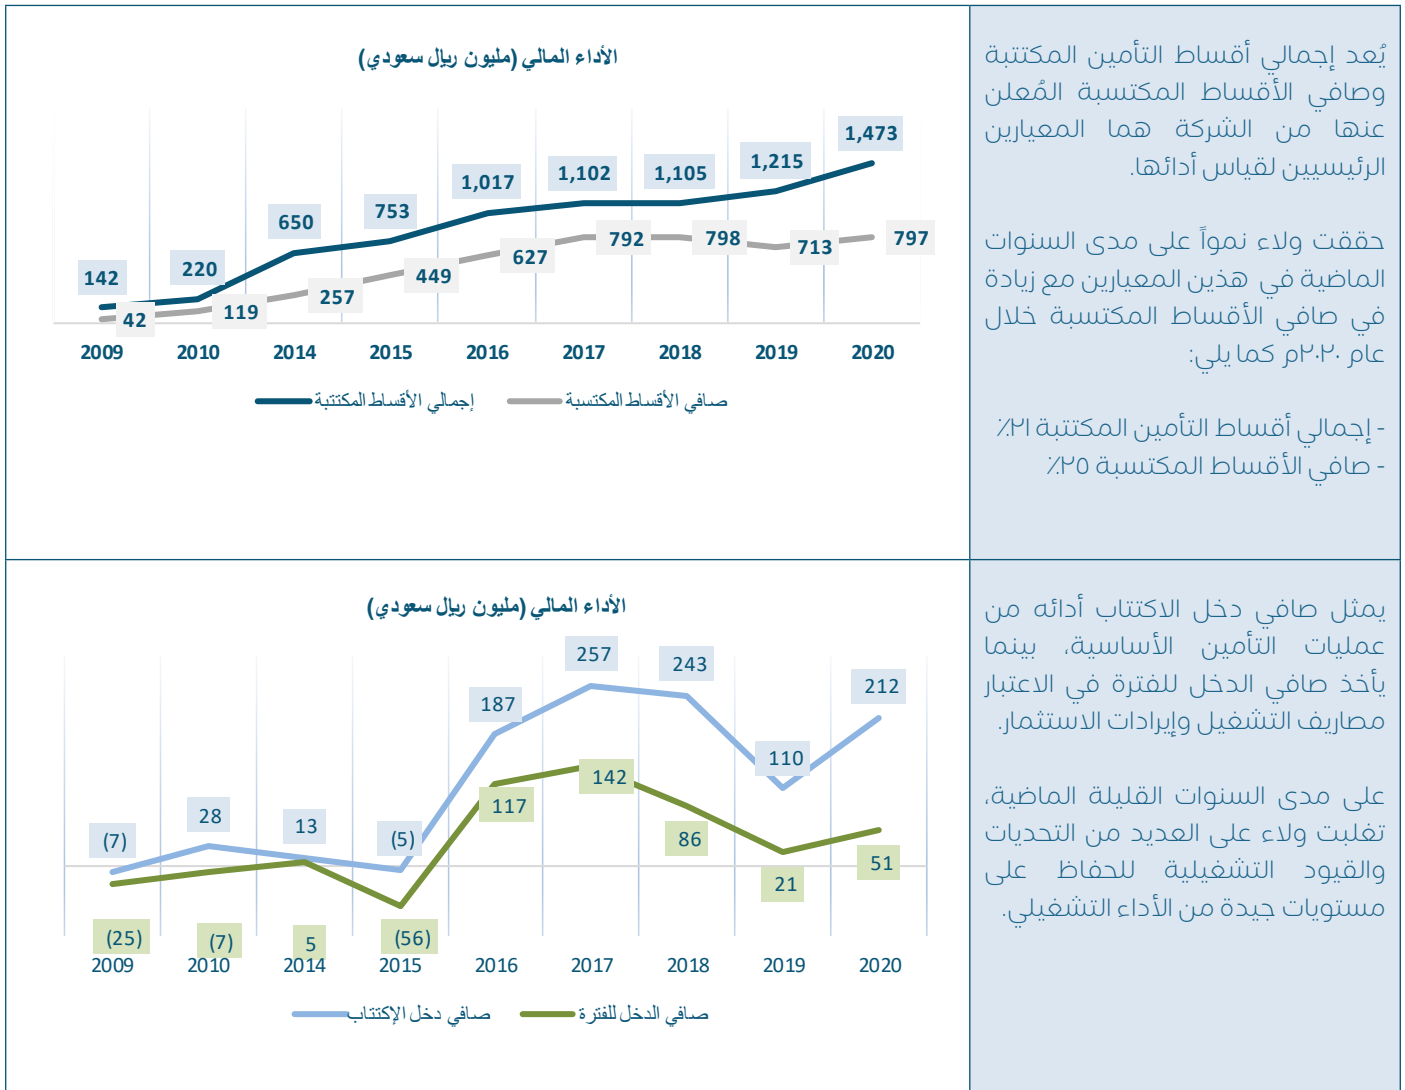 يُعد إجمالي أقساط التأمين المكتتبة
وصافي الأقساط المكتسبة المُعلن
عنها من الشركة هما المعيارين
الرئيسيين لقياس أدائها.
حققت ولاء نمواً على مدى السنوات
الماضية في هذين المعيارين مع زيادة
في صافي الأقساط المكتسبة خلال
عام ٢٠٢٠م كما يلي:
- إجمالي أقساط التأمين المكتتبة ٢١٪
- صافي الأقساط المكتسبة ٢٥٪
الأداء المالي (مليون ريال سعودي)
1,473
1,215
1,105
1,102
1,017
753
650
220
142
797
713
798
792
627
449
257
119
42
2009 2010 2014 2015 2016 2017 2018 2019 2020
إجمالي الأقساط المكتتبة صافي الأقساط المكتسبة
يمثل صافي دخل الاكتتاب أدائه من
عمليات التأمين الأساسية، بينما
يأخذ صافي الدخل للفترة في الاعتبار
مصاريف التشغيل وإيرادات الاستثمار.
على مدى السنوات القليلة الماضية،
تغلبت ولاء على العديد من التحديات
والقيود التشغيلية للحفاظ على
مستويات جيدة من الأداء التشغيلي.
الأداء المالي (مليون ريال سعودي)
(7)
28
13
(5)
187
257
243
110
212
(25)
(7)
5
(56)
117
142
86
21
51
2009 2010 2014 2015 2016 2017 2018 2019 2020
صافي دخل الإكتتاب صافي الدخل للفترة